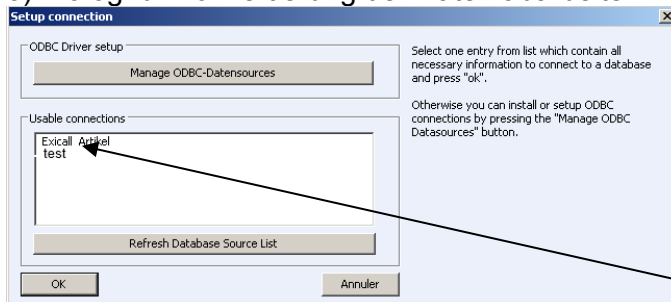 Setup connection
ODBC Driver setup
Manage ODBC-Datensources
Select one entry from list which contain all
necessary information to connect to a database
and press "ok".
Otherwise you can install or setup ODBC
connections by pressing the "Manage ODBC
Datasources" button.
Usable connections
Exicall Artikel
test
Refresh Database Source List
OK
Annuler